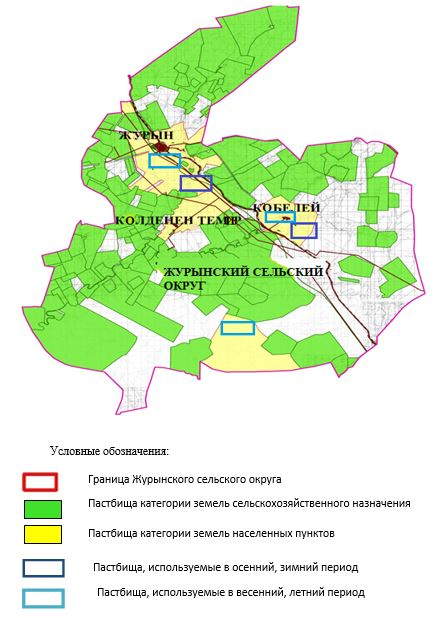 ЖУРЫН
КОБЕЛЕЙ
КОЛДЕНЕН ТЕМІР
ЖУРЫНСКИЙ СЕЛЬСКИЙ
ОКРУГ
Условные обозначения:
Граница Журынского сельского округа
Пастбища категории земель сельскохозяйственного назначения
Пастбища категории земель населенных пунктов
Пастбища, используемые в осенний, зимний период
Пастбища, используемые в весенний, летний период